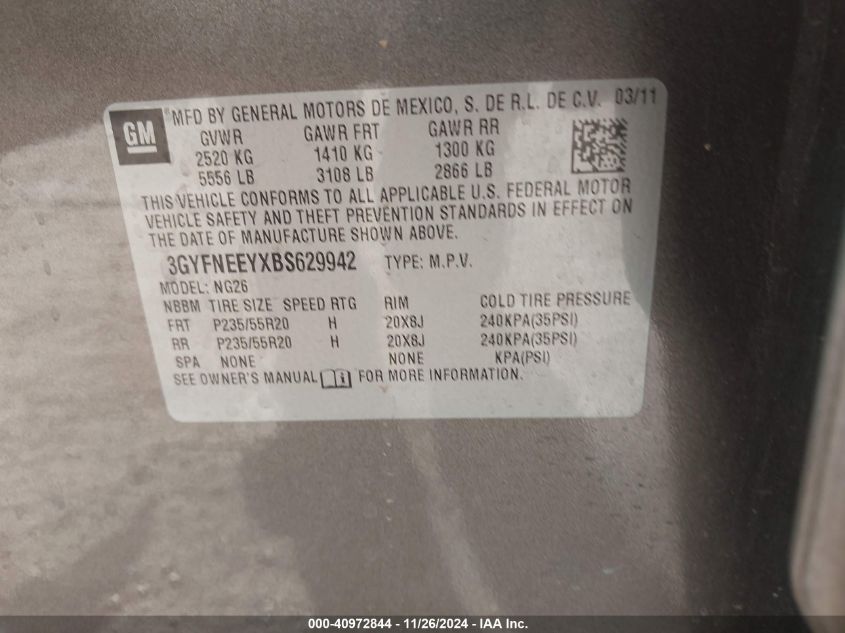 GM
MFD BY GENERAL MOTORS DE MEXICO, S. DE R.L. DE C.V. 03/11
GVWR GAWR FRT GAWR RR
2520 KG 1410 KG 1300 KG
5556 LB 3108 LB 2866 LB
THIS VEHICLE CONFORMS TO ALL APPLICABLE U.S. FEDERAL MOTOR
VEHICLE SAFETY AND THEFT PREVENTION STANDARDS IN EFFECT ON
THE DATE OF MANUFACTURE SHOWN ABOVE.
3GYFNEEYXBS629942 TYPE: M.P.V.
MODEL: NG26
NBBM TIRE SIZE SPEED RTG RIM COLD TIRE PRESSURE
FRT P235/55R20 H 20X8J 240KPA(35PSI)
RR P235/55R20 H 20X8J 240KPA(35PSI)
SPA NONE NONE KPA(PSI)
SEE OWNER'S MANUAL FOR MORE INFORMATION.
000-40972844 - 11/26/2024 - IAA Inc.